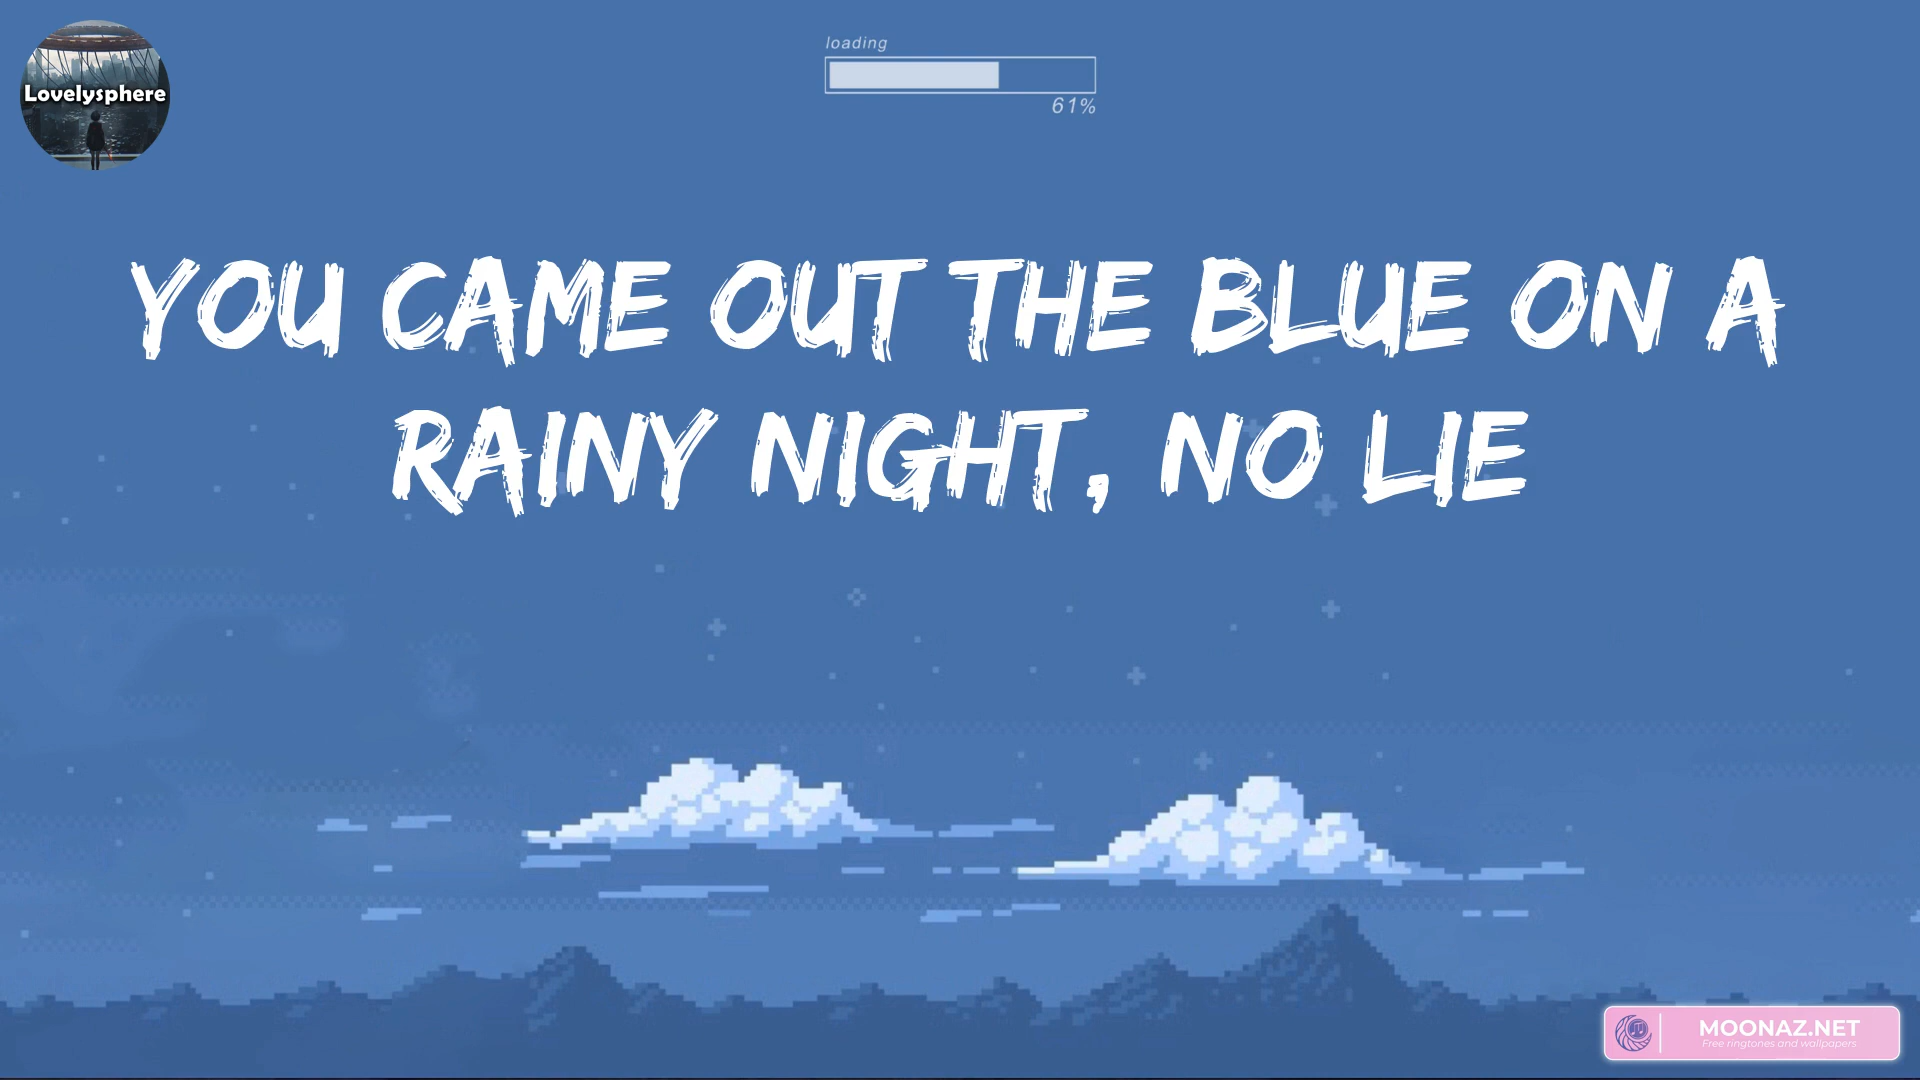 Lovelysphere
loading
61%
YOU CAME OUT THE BLUE ON A
RAINY NIGHT, NO LIE
MOONAZ.NET
Free ringtones and wallpapers